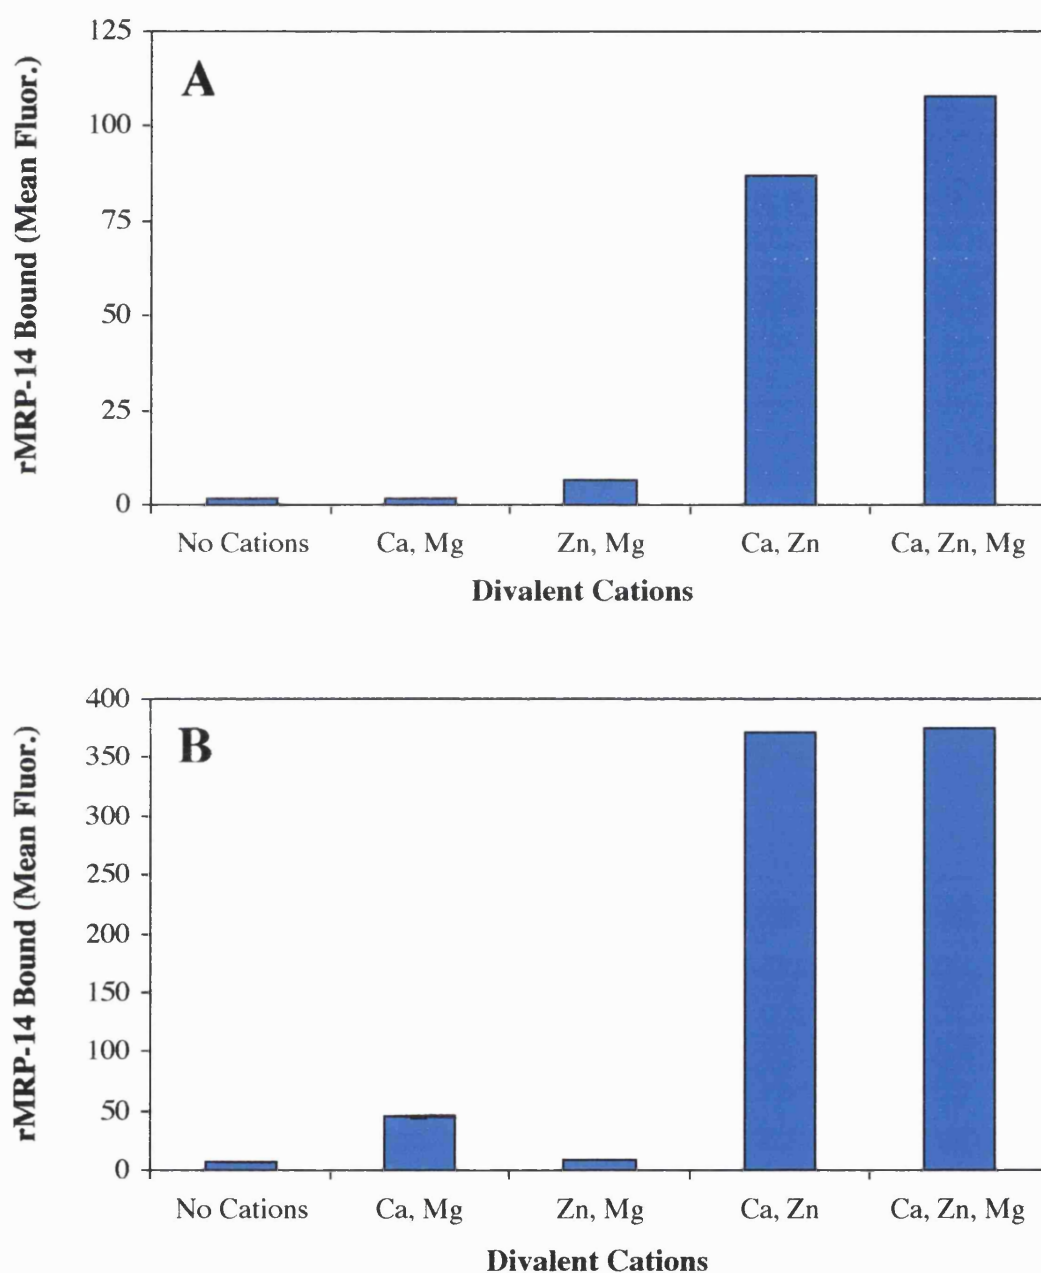 A
rMRP-14 Bound (Mean Fluor.)
125
100
75
50
25
0
No Cations Ca, Mg Zn, Mg Ca, Zn Ca, Zn, Mg
Divalent Cations
B
rMRP-14 Bound (Mean Fluor.)
400
350
300
250
200
150
100
50
0
No Cations Ca, Mg Zn, Mg Ca, Zn Ca, Zn, Mg
Divalent Cations